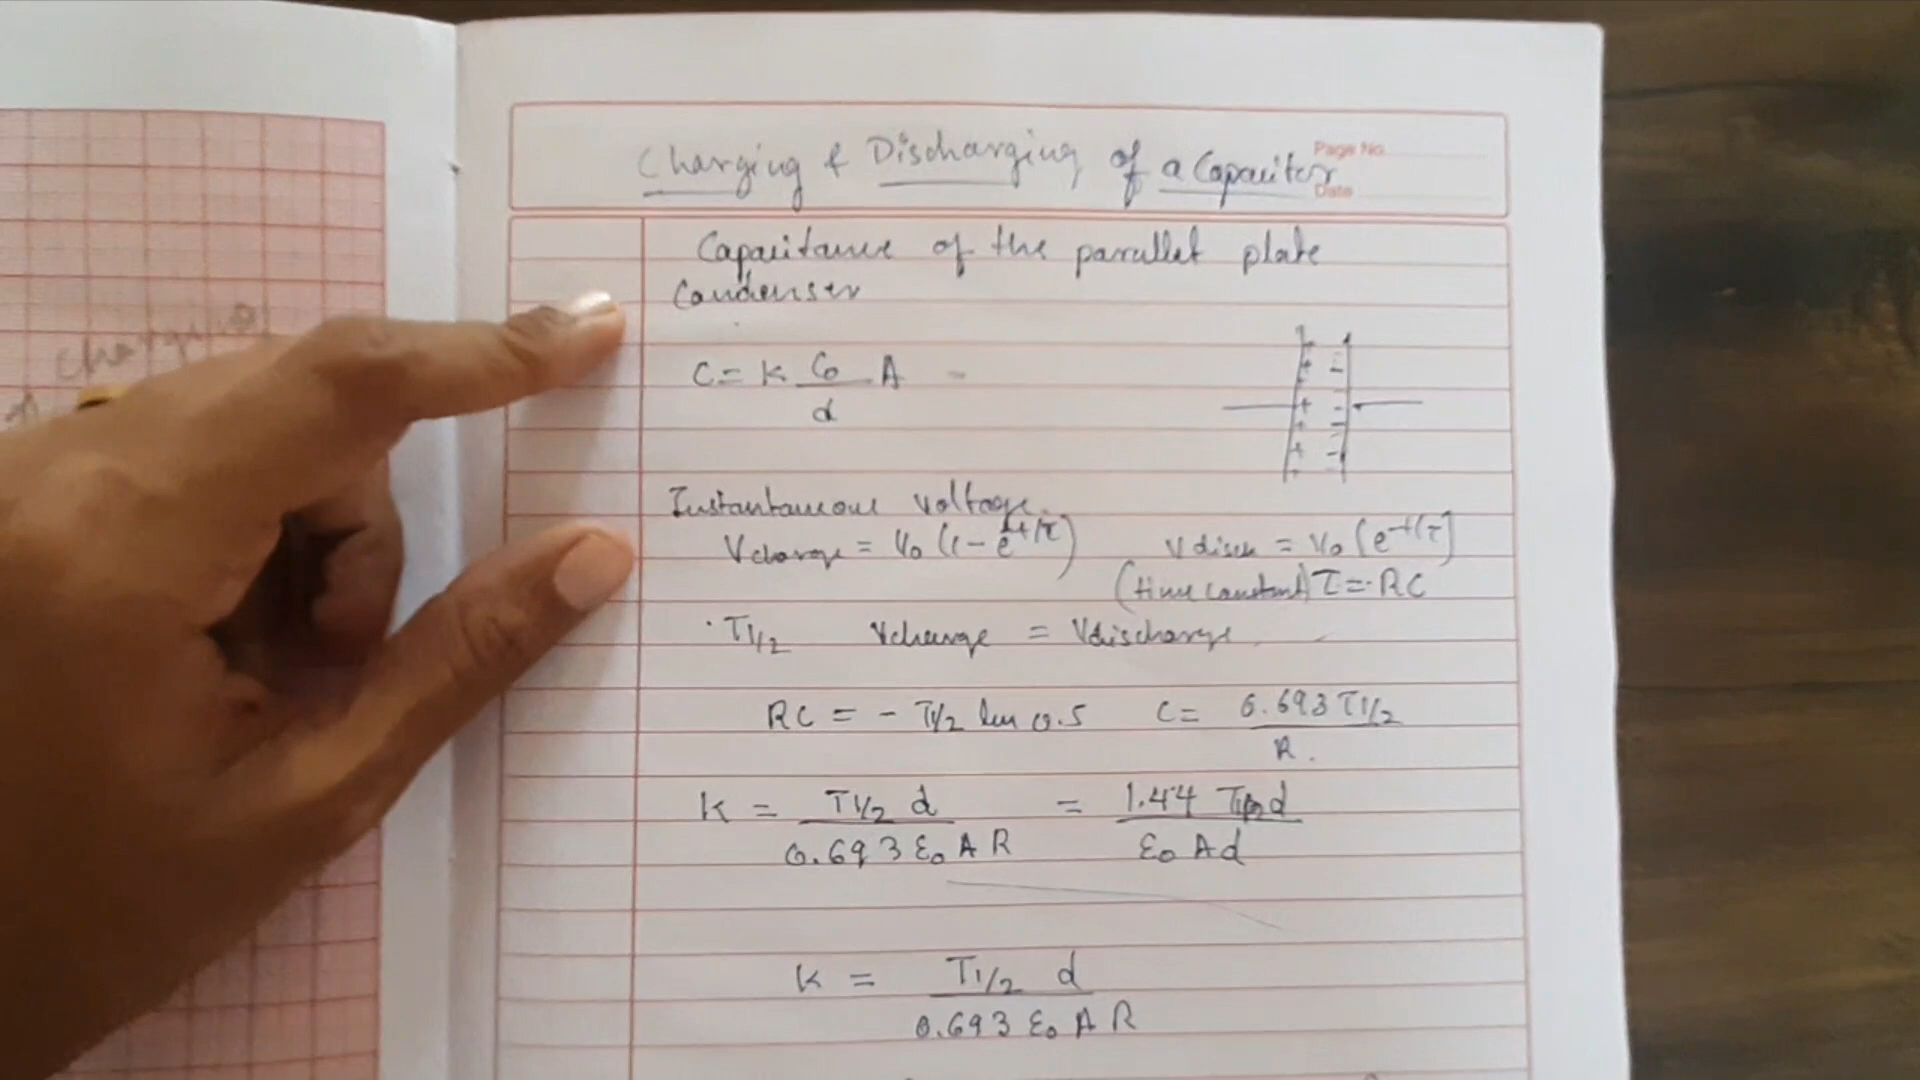 Charging & Discharging of a Capacitor
Page No.
Date
Capacitance of the parallel plate
Condenser
C = K ϵ₀ A / d
Instantaneous voltage.
Vcharge = V₀ (1 - e^-t/τ) Vdisch = V₀ (e^-t/τ)
(time constant) τ = RC
T1/2 Vcharge = Vdischarge
RC = - T1/2 ln 0.5 C = 0.693 T1/2 / R.
K = T1/2 d / 0.693 ε₀ A R = 1.44 T1/2 d / ε₀ A d
K = T1/2 d / 0.693 ε₀ A R